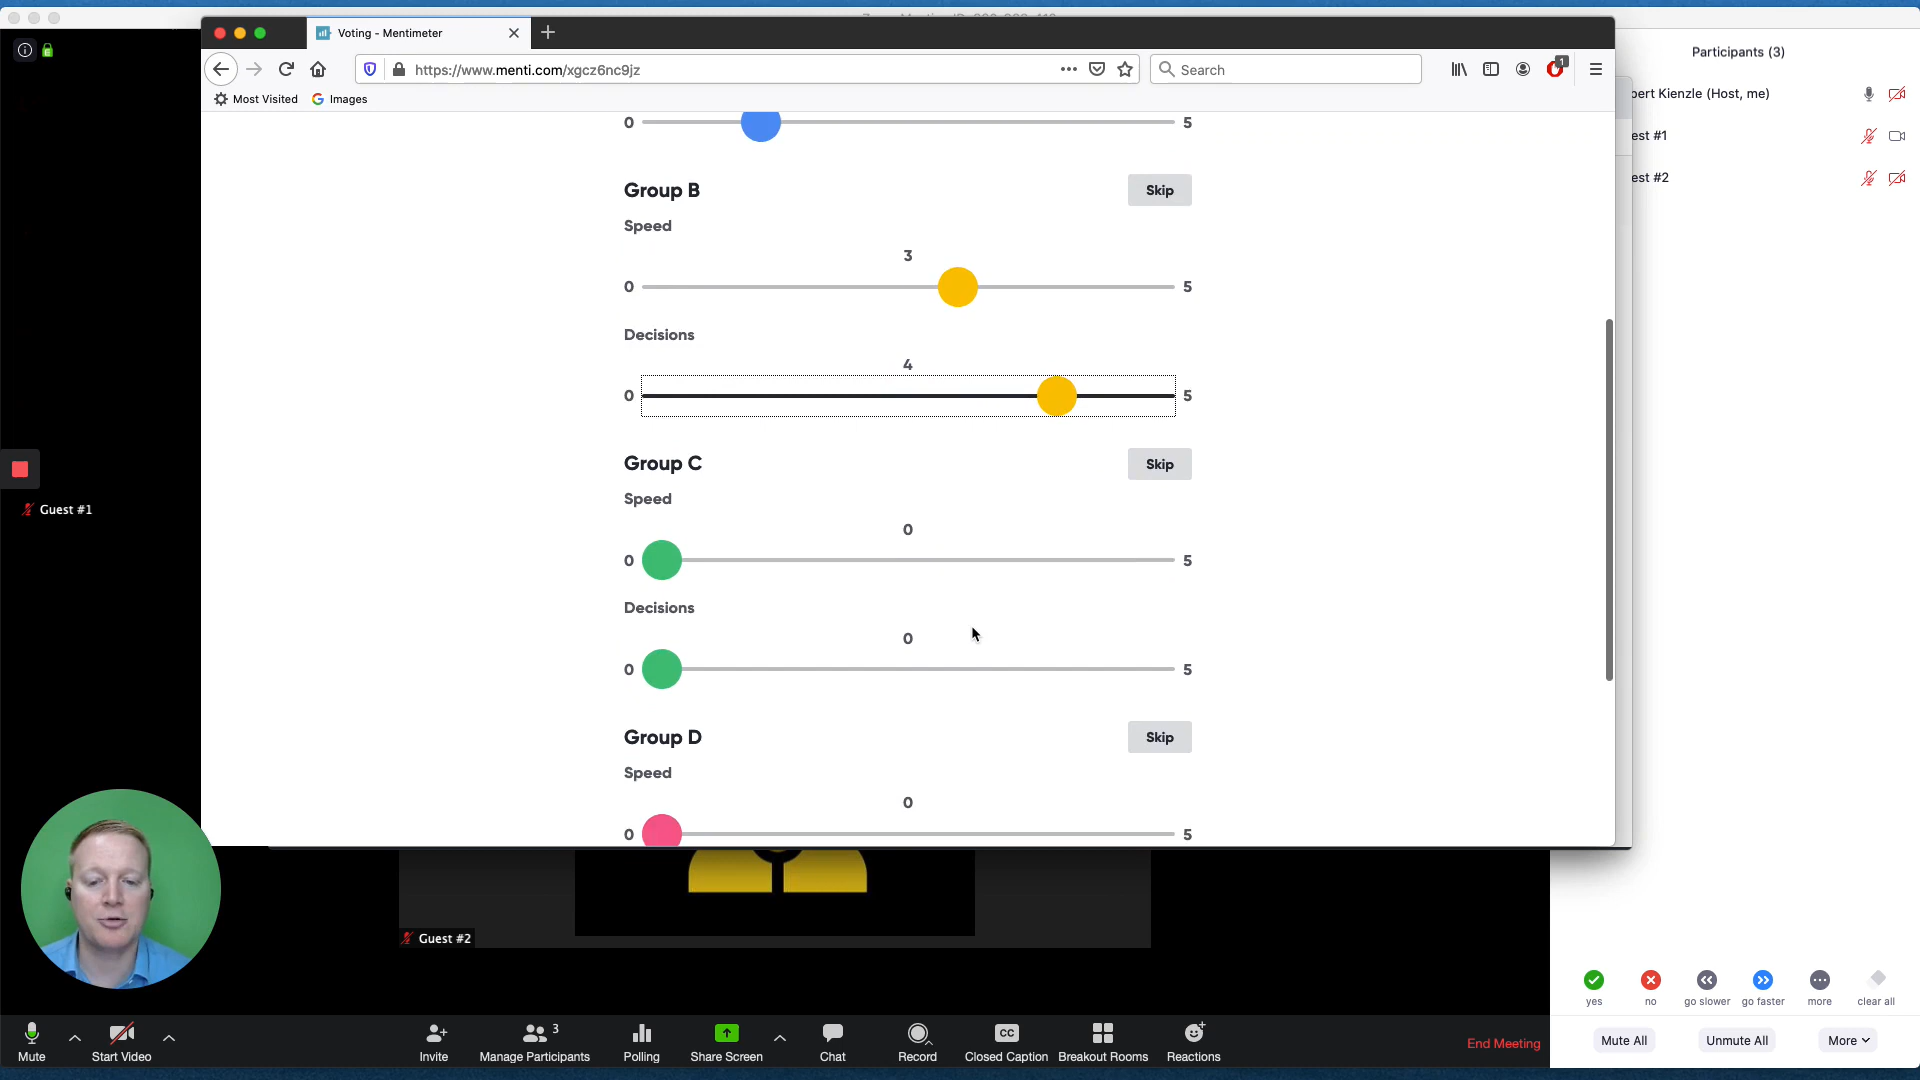 Voting - Mentimeter
https://www.menti.com/xgcz6nc9jz
Search
1
Most Visited
Images
0
5
Group B
Skip
Speed
3
0
5
Decisions
4
0
5
Group C
Skip
Speed
0
0
5
Decisions
0
0
5
Group D
Skip
Speed
0
0
5
Participants (3)
Kienzle (Host, me)
#1
#2
Guest #1
Guest #2
yes
no
go slower
go faster
more
clear all
Mute
Start Video
Invite
3
Manage Participants
Polling
Share Screen
Chat
Record
CC
Closed Caption
Breakout Rooms
Reactions
End Meeting
Mute All
Unmute All
More